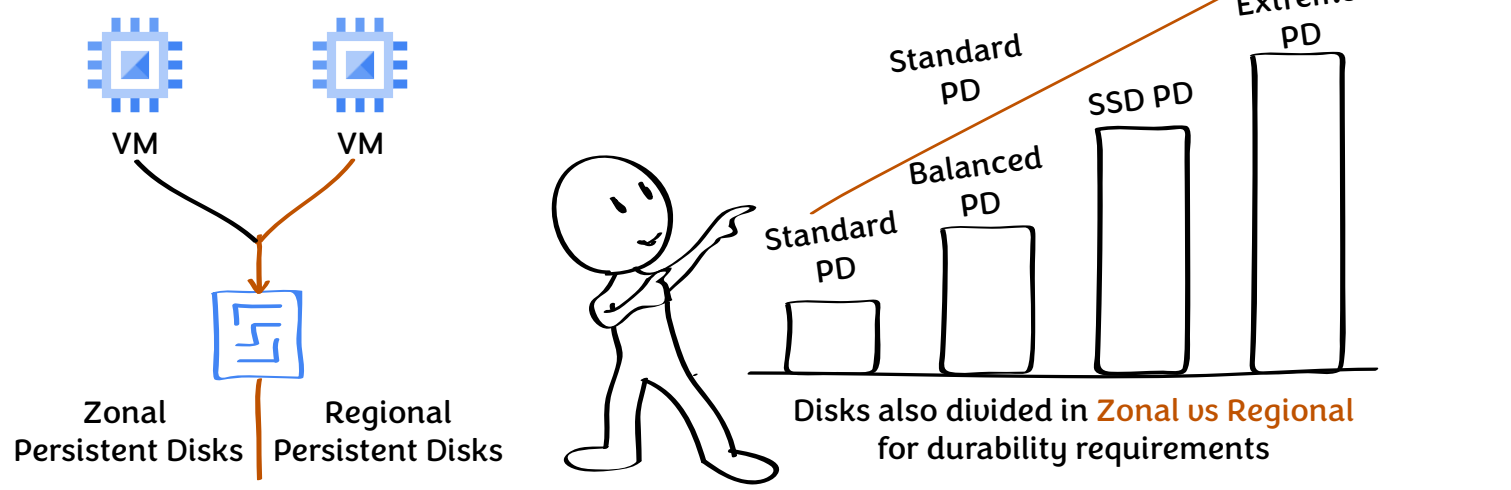 VM
VM
Zonal
Persistent Disks
Regional
Persistent Disks
Standard
PD
Standard
PD
Balanced
PD
SSD PD
PD
Disks also divided in Zonal vs Regional
for durability requirements